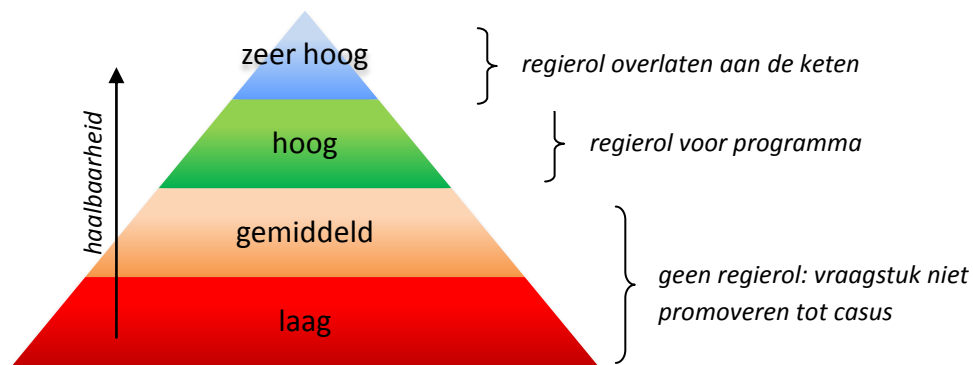 zeer hoog
regierol overlaten aan de keten
hoog
regierol voor programma
haalbaarheid
gemiddeld
geen regierol: vraagstuk niet
promoveren tot casus
laag